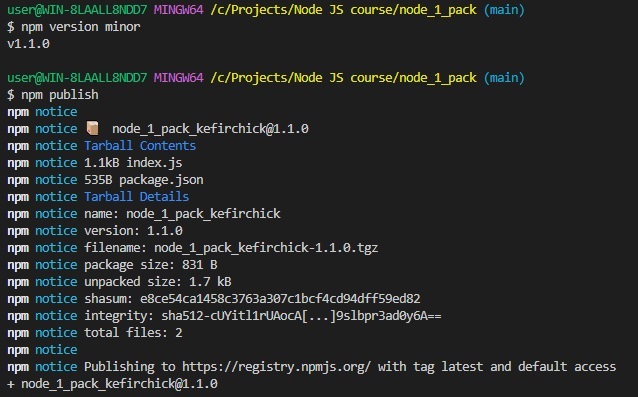 user@WIN-8LAALL8NDD7 MINGW64 /c/Projects/Node JS course/node_1_pack (main)
$ npm version minor
v1.1.0
user@WIN-8LAALL8NDD7 MINGW64 /c/Projects/Node JS course/node_1_pack (main)
$ npm publish
npm notice
npm notice 📦 node_1_pack_kefirchick@1.1.0
npm notice Tarball Contents
npm notice 1.1kB index.js
npm notice 535B package.json
npm notice Tarball Details
npm notice name: node_1_pack_kefirchick
npm notice version: 1.1.0
npm notice filename: node_1_pack_kefirchick-1.1.0.tgz
npm notice package size: 831 B
npm notice unpacked size: 1.7 kB
npm notice shasum: e8ce54ca1458c3763a307c1bcf4cd94dff59ed82
npm notice integrity: sha512-cUYitl1rUAocA[...]9slbpr3ad0y6A==
npm notice total files: 2
npm notice
npm notice Publishing to https://registry.npmjs.org/ with tag latest and default access
+ node_1_pack_kefirchick@1.1.0